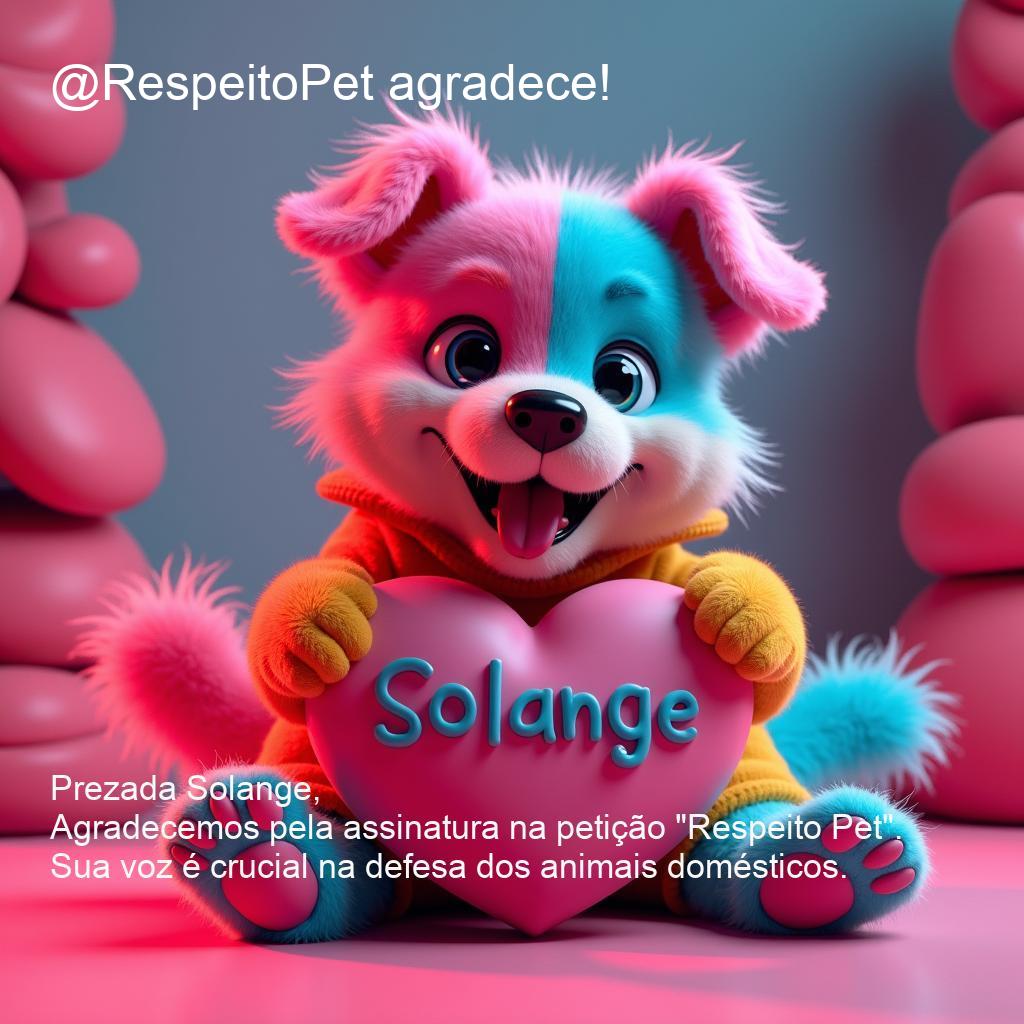 @RespeitoPet agradece!
Solange
Prezada Solange,
Agradecemos pela assinatura na petição "Respeito Pet".
Sua voz é crucial na defesa dos animais domésticos.